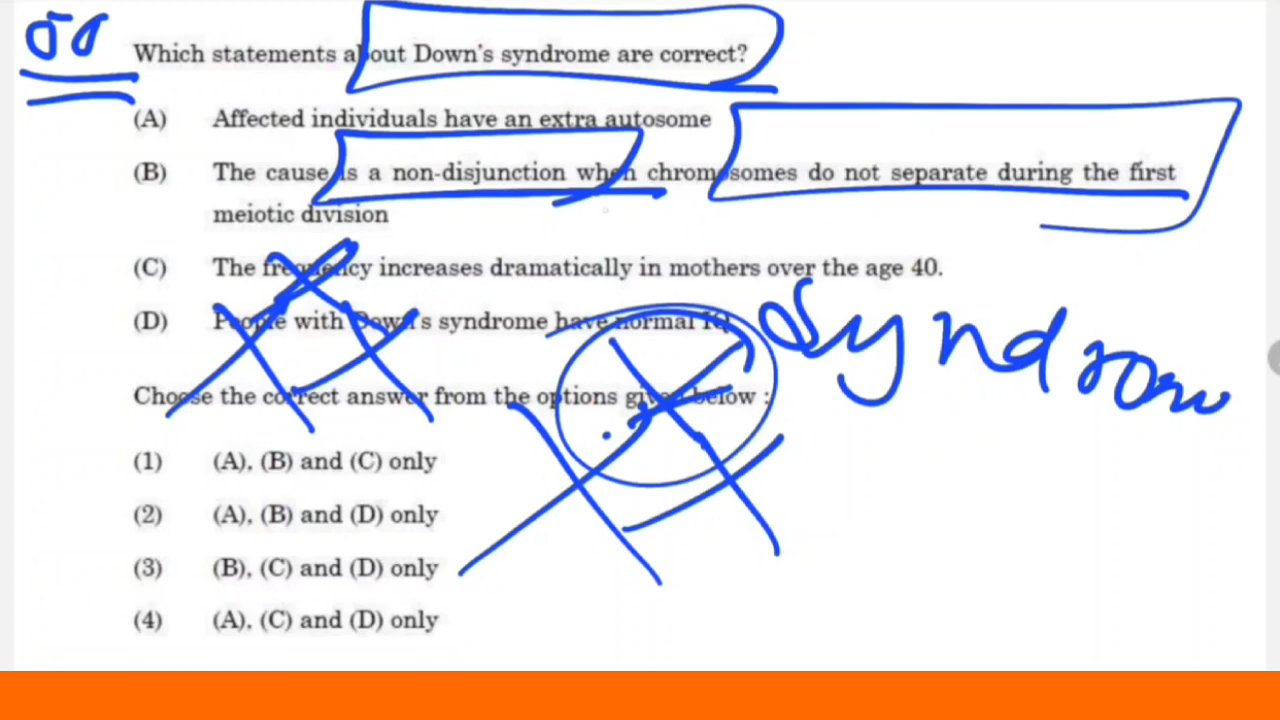 50
Which statements about Down's syndrome are correct?
(A) Affected individuals have an extra autosome
(B) The cause is a non-disjunction when chromosomes do not separate during the first
meiotic division
(C) The frequency increases dramatically in mothers over the age 40.
(D) People with Down's syndrome have normal IQ
Syndrom
Choose the correct answer from the options given below :
(1) (A), (B) and (C) only
(2) (A), (B) and (D) only
(3) (B), (C) and (D) only
(4) (A), (C) and (D) only